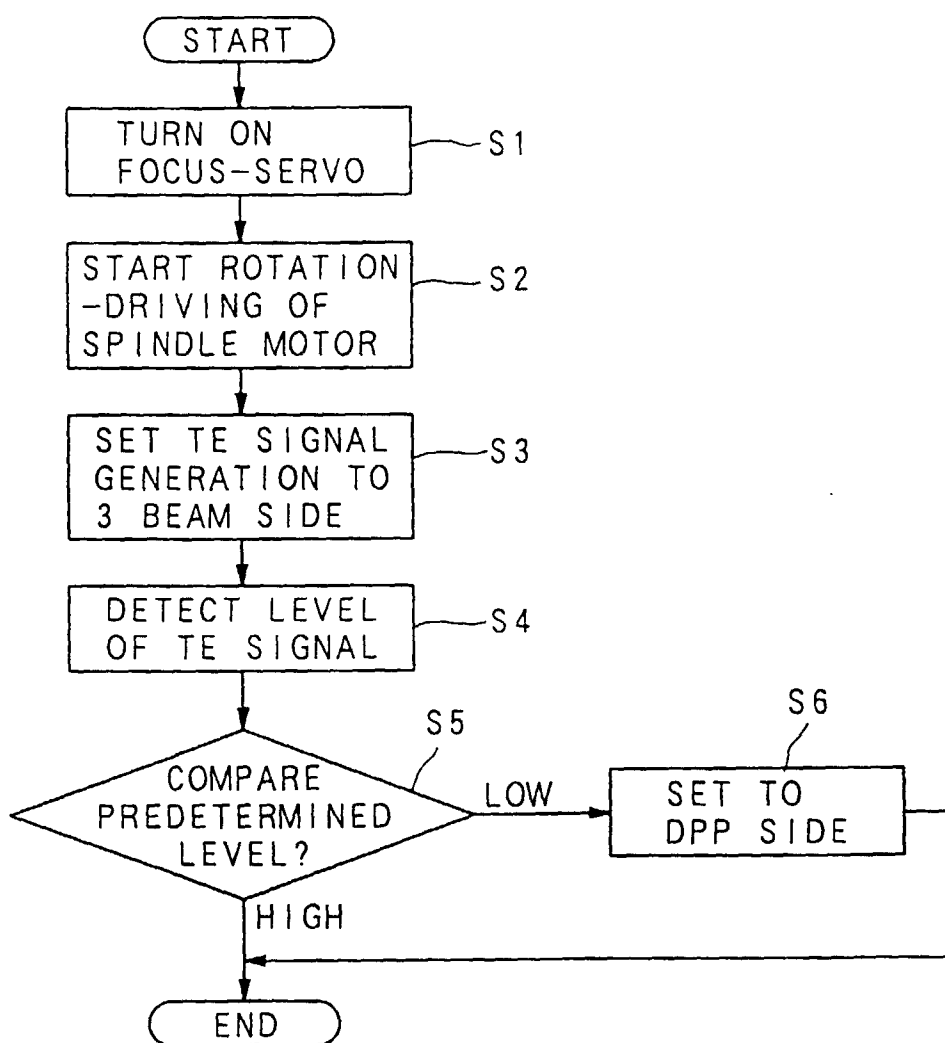 START
TURN ON
FOCUS-SERVO
S1
START ROTATION
-DRIVING OF
SPINDLE MOTOR
S2
SET TE SIGNAL
GENERATION TO
3 BEAM SIDE
S3
DETECT LEVEL
OF TE SIGNAL
S4
COMPARE
PREDETERMINED
LEVEL?
S5
LOW
SET TO
DPP SIDE
S6
HIGH
END